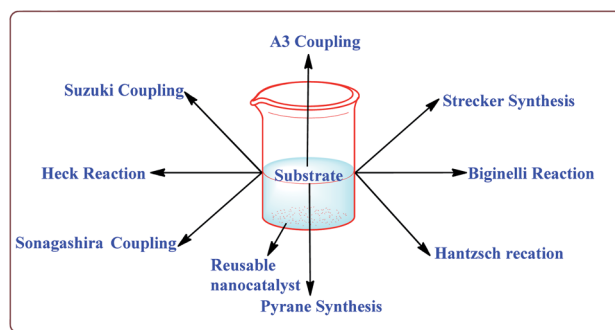 A3 Coupling
Suzuki Coupling
Strecker Synthesis
Heck Reaction
Substrate
Biginelli Reaction
Sonagashira Coupling
Hantzsch recation
Reusable
nanocatalyst
Pyrane Synthesis